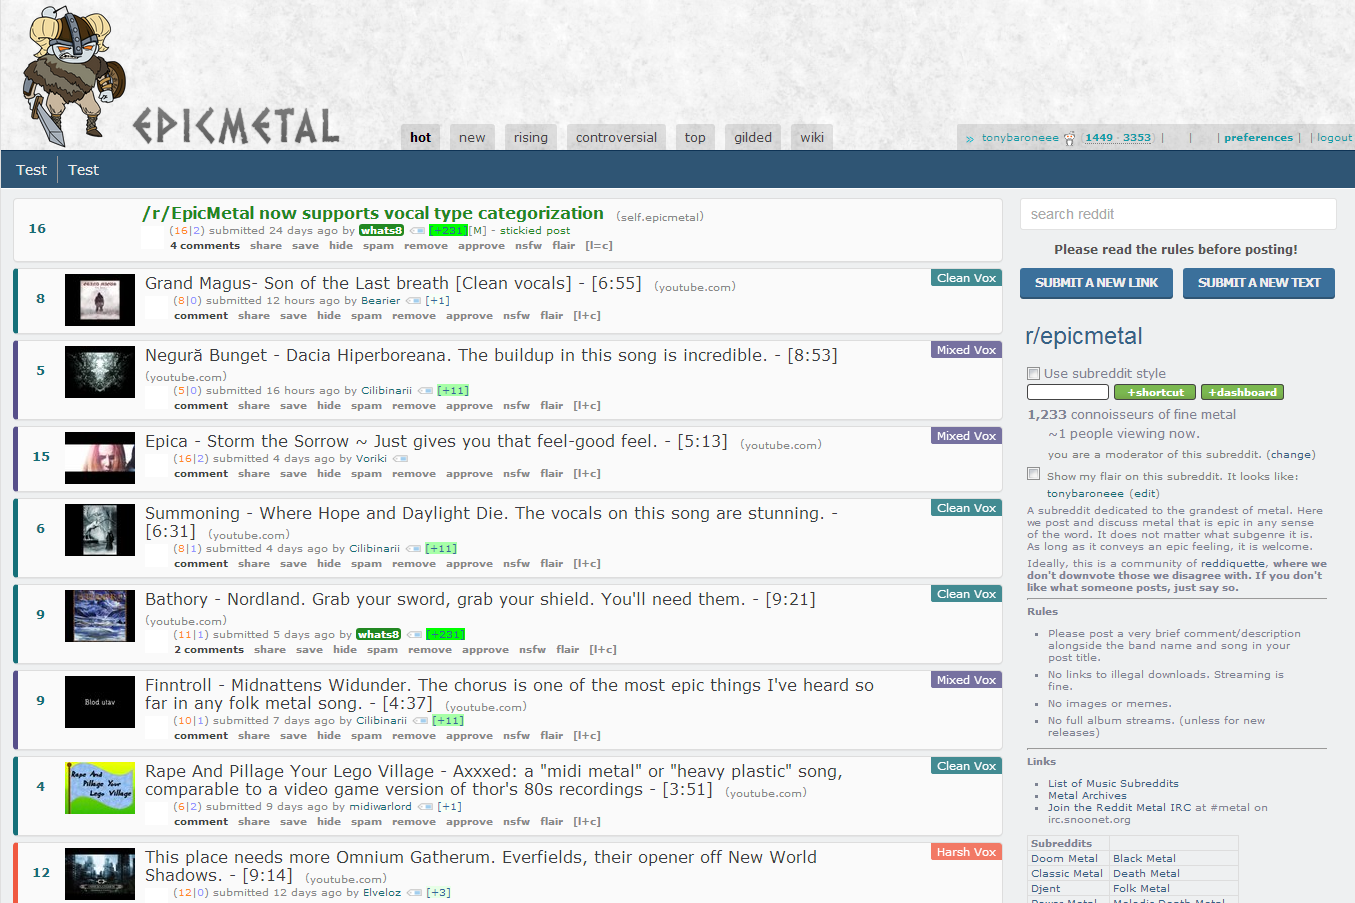 EPICMETAL
hot new rising controversial top gilded wiki
» tonybaroneee (1449 · 3353) | | | preferences | | logout
Test | Test
16
/r/EpicMetal now supports vocal type categorization (self.epicmetal)
(16|2) submitted 24 days ago by whats8 [+231][M] - stickied post
4 comments share save hide spam remove approve nsfw flair [l=c]
8
Grand Magus- Son of the Last breath [Clean vocals] - [6:55] (youtube.com)
Clean Vox
(8|0) submitted 12 hours ago by Bearier [+1]
comment share save hide spam remove approve nsfw flair [l+c]
5
Negură Bunget - Dacia Hiperboreana. The buildup in this song is incredible. - [8:53]
Mixed Vox
(youtube.com)
(5|0) submitted 16 hours ago by Cilibinarii [+11]
comment share save hide spam remove approve nsfw flair [l+c]
15
Epica - Storm the Sorrow ~ Just gives you that feel-good feel. - [5:13] (youtube.com)
Mixed Vox
(16|2) submitted 4 days ago by Voriki
comment share save hide spam remove approve nsfw flair [l+c]
6
Summoning - Where Hope and Daylight Die. The vocals on this song are stunning. -
Clean Vox
[6:31] (youtube.com)
(8|1) submitted 4 days ago by Cilibinarii [+11]
comment share save hide spam remove approve nsfw flair [l+c]
9
Bathory - Nordland. Grab your sword, grab your shield. You'll need them. - [9:21]
Clean Vox
(youtube.com)
(11|1) submitted 5 days ago by whats8 [+231]
2 comments share save hide spam remove approve nsfw flair [l+c]
9
Blod utav
Finntroll - Midnattens Widunder. The chorus is one of the most epic things I've heard so
Mixed Vox
far in any folk metal song. - [4:37] (youtube.com)
(10|1) submitted 7 days ago by Cilibinarii [+11]
comment share save hide spam remove approve nsfw flair [l+c]
4
Rape And
Pillage Your
Lego Village
Rape And Pillage Your Lego Village - Axxxed: a "midi metal" or "heavy plastic" song,
Clean Vox
comparable to a video game version of thor's 80s recordings - [3:51] (youtube.com)
(6|2) submitted 9 days ago by midiwarlord [+1]
comment share save hide spam remove approve nsfw flair [l+c]
12
This place needs more Omnium Gatherum. Everfields, their opener off New World
Harsh Vox
Shadows. - [9:14] (youtube.com)
(12|0) submitted 12 days ago by Elveloz [+3]
search reddit
Please read the rules before posting!
SUBMIT A NEW LINK SUBMIT A NEW TEXT
r/epicmetal
Use subreddit style
+shortcut +dashboard
1,233 connoisseurs of fine metal
~1 people viewing now.
you are a moderator of this subreddit. (change)
Show my flair on this subreddit. It looks like:
tonybaroneee (edit)
A subreddit dedicated to the grandest of metal. Here
we post and discuss metal that is epic in any sense
of the word. It does not matter what subgenre it is.
As long as it conveys an epic feeling, it is welcome.
Ideally, this is a community of reddiquette, where we
don't downvote those we disagree with. If you don't
like what someone posts, just say so.
Rules
Please post a very brief comment/description
alongside the band name and song in your
post title.
No links to illegal downloads. Streaming is
fine.
No images or memes.
No full album streams. (unless for new
releases)
Links
List of Music Subreddits
Metal Archives
Join the Reddit Metal IRC at #metal on
irc.snoonet.org
Subreddits
Doom Metal Black Metal
Classic Metal Death Metal
Djent Folk Metal
Power Metal Melodic Death Metal